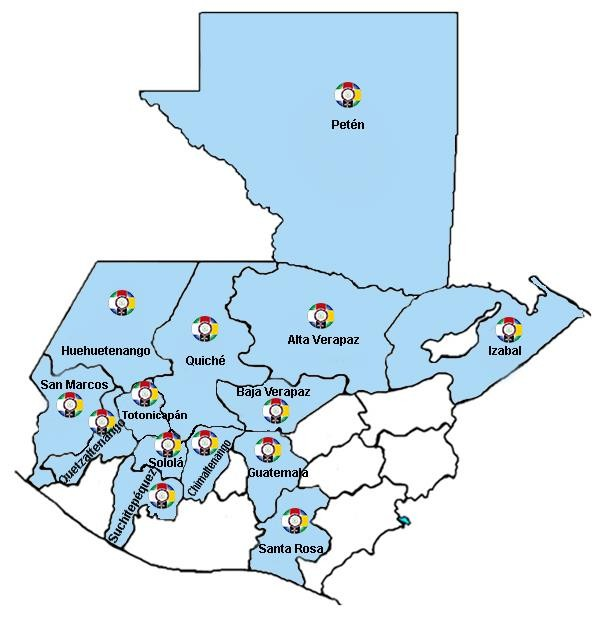 Petén
Huehuetenango
Quiché
Alta Verapaz
Izabal
San Marcos
Totonicapán
Baja Verapaz
Quetzaltenango
Sololá
Chimaltenango
Guatemala
Suchitepéquez
Santa Rosa